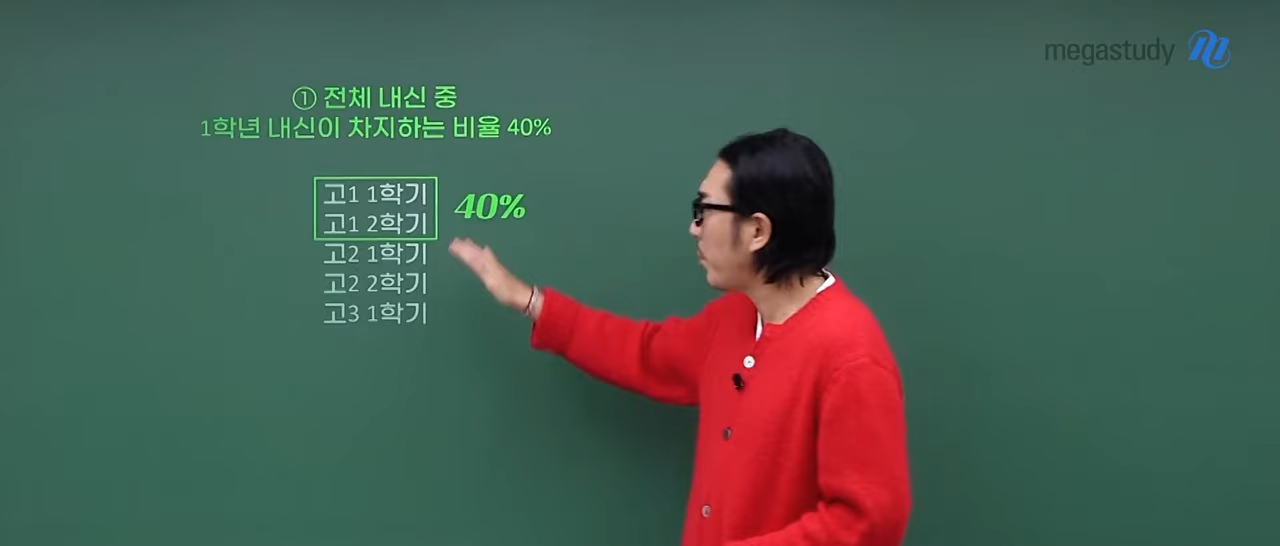 megastudy
① 전체 내신 중
1학년 내신이 차지하는 비율 40%
고1 1학기
고1 2학기
40%
고2 1학기
고2 2학기
고3 1학기